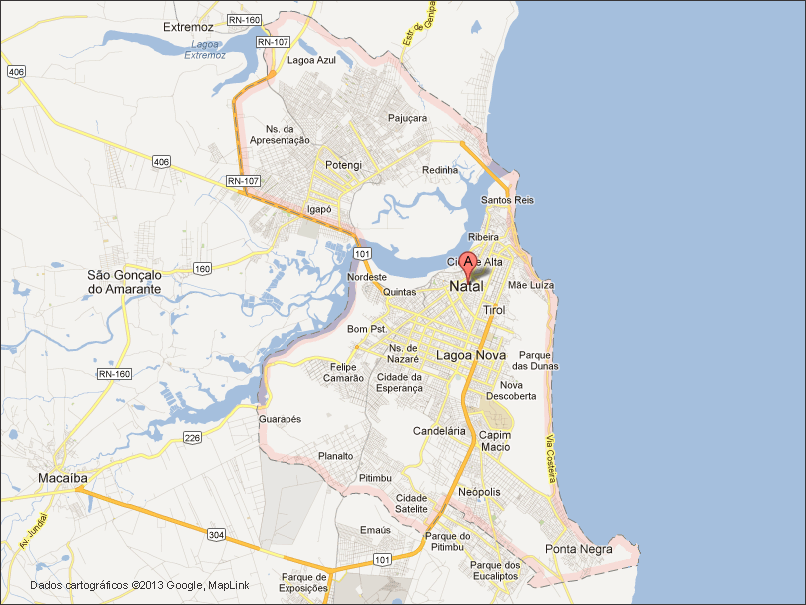 Extremoz
RN-160
Estr. de
Genipa
Lagoa
Extremoz
RN-107
Lagoa Azul
406
Pajuçara
Ns. da
Apresentação
406
Potengi
Redinha
RN-107
Santos Reis
Igapó
Ribeira
101
160
Cidade Alta
A
São Gonçalo
do Amarante
Nordeste
Natal
Mãe Luíza
Quintas
Tirol
Bom Pst.
Ns. de
Nazaré
Lagoa Nova
Parque
das Dunas
RN-160
Felipe
Camarão
Cidade da
Esperança
Nova
Descoberta
Guarapés
226
Candelária
Capim
Macio
Via Costeira
Planalto
Macaíba
Pitimbu
Neópolis
Cidade
Satelite
Av. Jundiaí
304
Emaús
Parque do
Pitimbu
Ponta Negra
101
Parque dos
Eucaliptos
Parque de
Exposições
Dados cartográficos ©2013 Google, MapLink